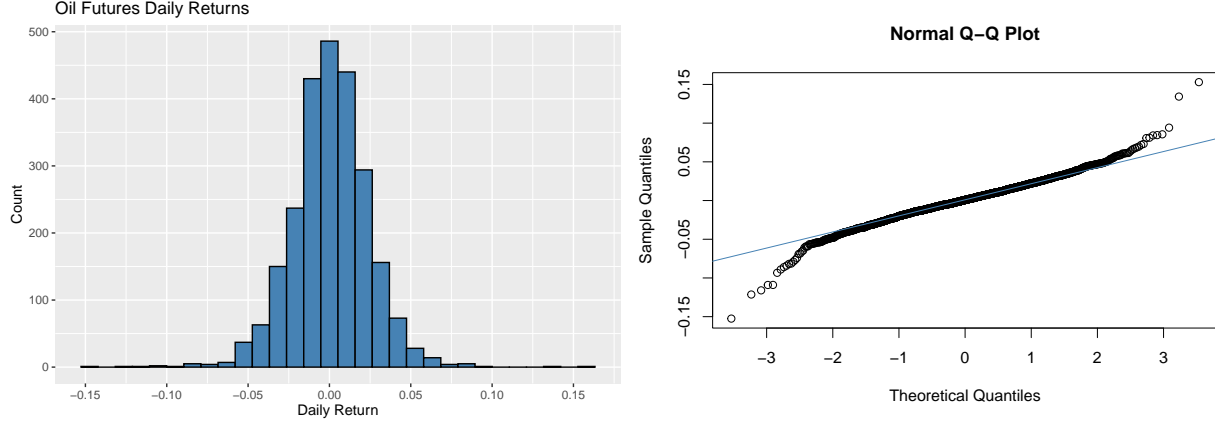 Oil Futures Daily Returns
500
400
300
200
100
0
Count
−0.15 −0.10 −0.05 0.00 0.05 0.10 0.15
Daily Return
Normal Q−Q Plot
0.15
0.05
−0.05
−0.15
Sample Quantiles
−3 −2 −1 0 1 2 3
Theoretical Quantiles